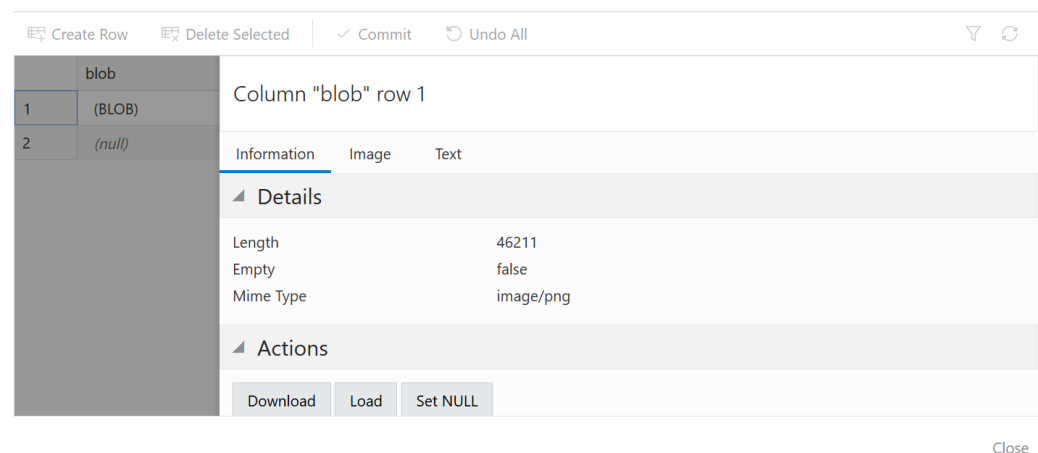 Create Row Delete Selected Commit Undo All
blob
1 (BLOB)
2 (null)
Column "blob" row 1
Information Image Text
Details
Length 46211
Empty false
Mime Type image/png
Actions
Download Load Set NULL
Close